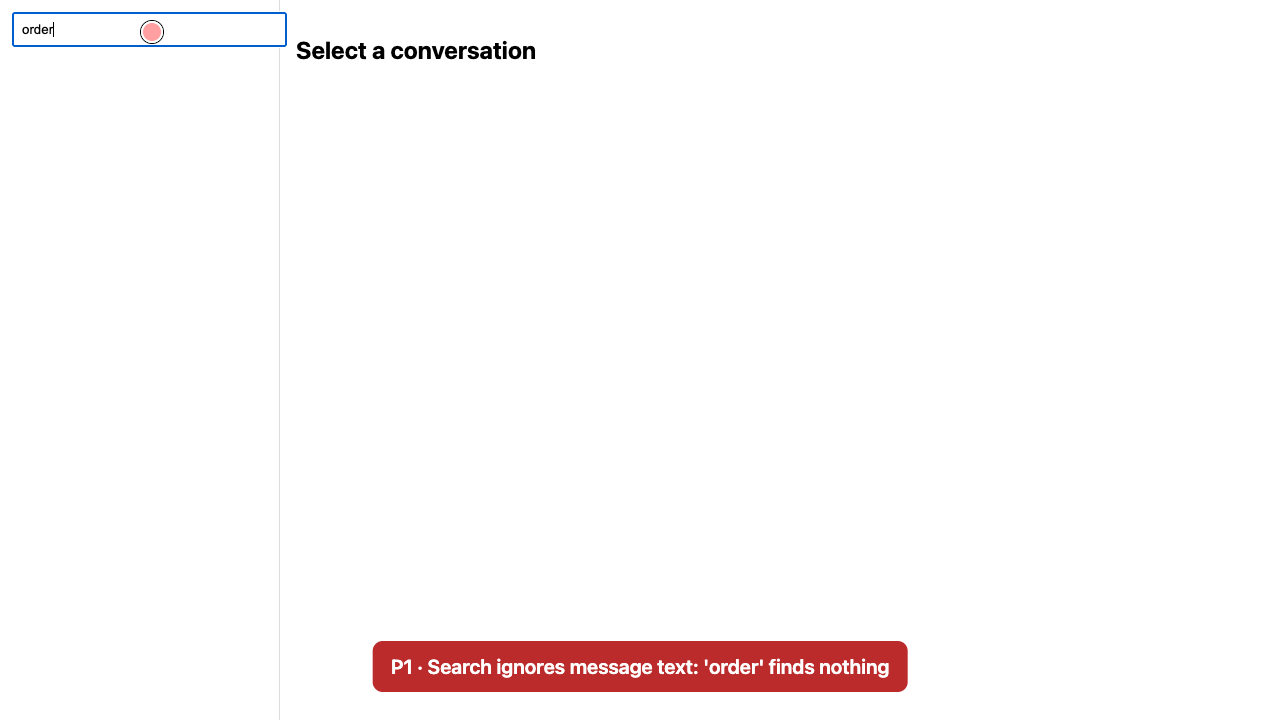 order
Select a conversation
P1 · Search ignores message text: 'order' finds nothing